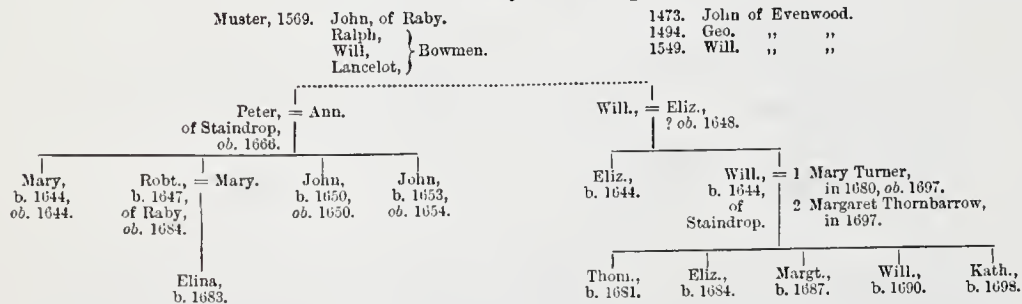 Muster, 1569. John, of Raby.
Ralph,
Will,
Lancelot,
} Bowmen.
1473. John of Evenwood.
1494. Geo. „ „
1549. Will. „ „
Peter, = Ann.
of Staindrop,
ob. 1666.
Will., = Eliz.,
? ob. 1648.
Mary,
b. 1644,
ob. 1644.
Robt., = Mary.
b. 1647,
of Raby,
ob. 1684.
John,
b. 1650,
ob. 1650.
John,
b. 1653,
ob. 1654.
Eliz.,
b. 1644.
Will., = 1 Mary Turner,
b. 1644, in 1680, ob. 1697.
of 2 Margaret Thornbarrow,
Staindrop. in 1697.
Elina,
b. 1683.
Thom.,
b. 1681.
Eliz.,
b. 1684.
Margt.,
b. 1687.
Will.,
b. 1690.
Kath.,
b. 1698.